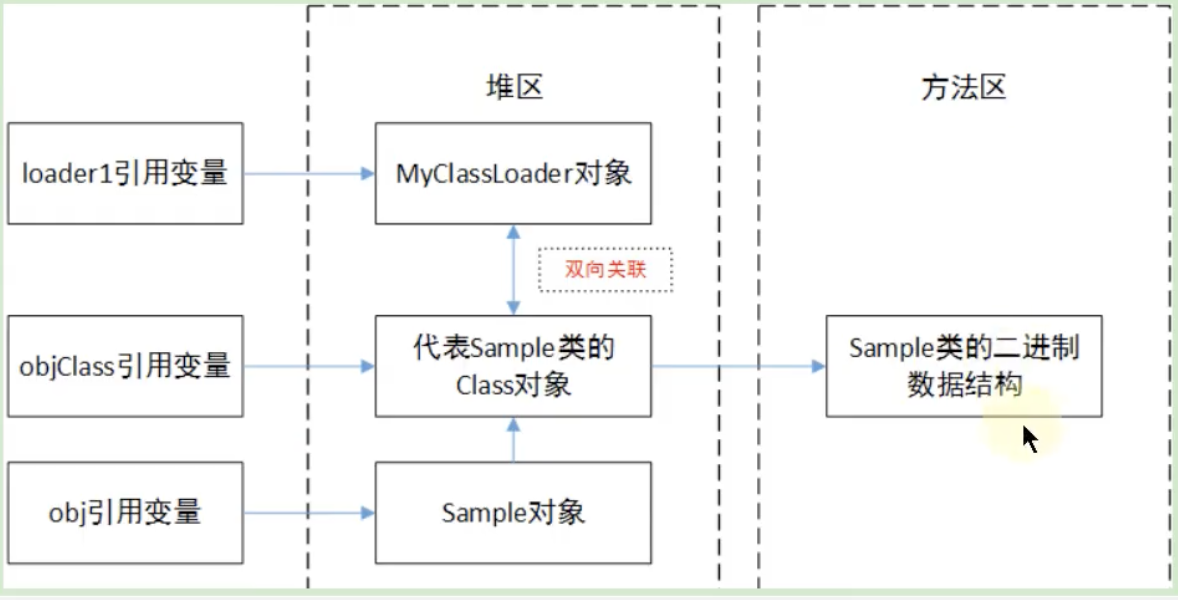 堆区
方法区
loader1引用变量
MyClassLoader对象
双向关联
objClass引用变量
代表Sample类的
Class对象
Sample类的二进制
数据结构
obj引用变量
Sample对象